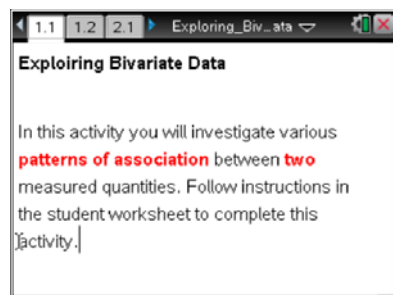 1.1 1.2 2.1 Exploring_Biv…ata
Exploiring Bivariate Data
In this activity you will investigate various
patterns of association between two
measured quantities. Follow instructions in
the student worksheet to complete this
activity.